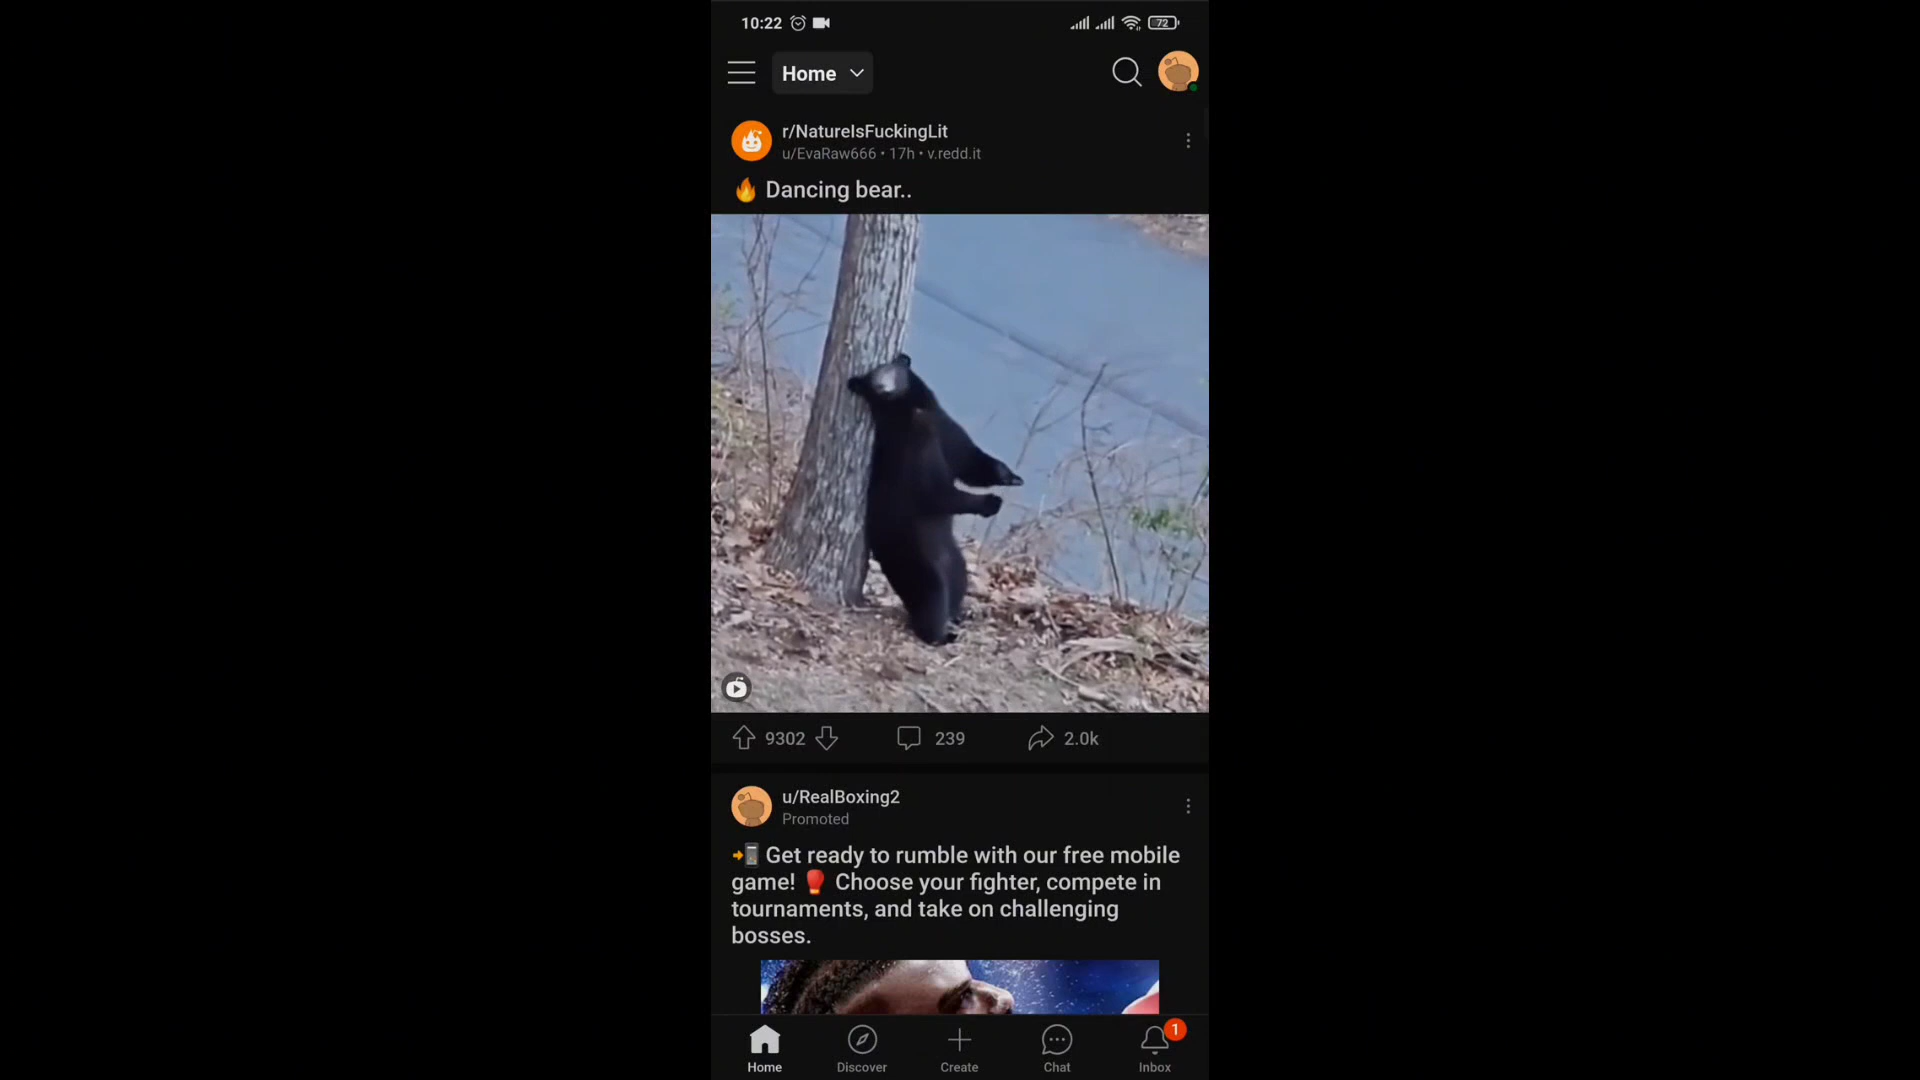 10:22
72
Home
r/NatureIsFuckingLit
u/EvaRaw666 • 17h • v.redd.it
🔥 Dancing bear..
9302
239
2.0k
u/RealBoxing2
Promoted
📲 Get ready to rumble with our free mobile
game! 🥊 Choose your fighter, compete in
tournaments, and take on challenging
bosses.
1
Home
Discover
Create
Chat
Inbox